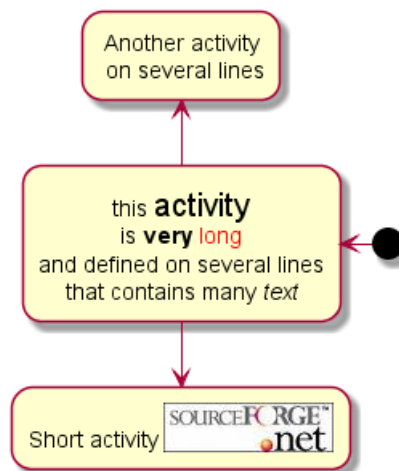 Another activity
on several lines
this activity
is very long
and defined on several lines
that contains many text
Short activity SOURCEFORGE™
.net